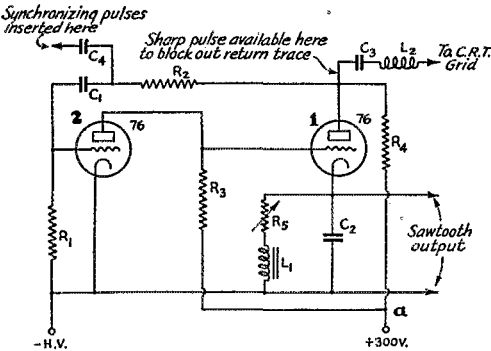 Synchronizing pulses
inserted here
C4
Sharp pulse available here
to block out return trace
C3
L2
To C.R.T.
Grid
C1
R2
2
76
1
76
R4
R3
R1
R5
C2
L1
Sawtooth
output
a
-H.V.
+300V.